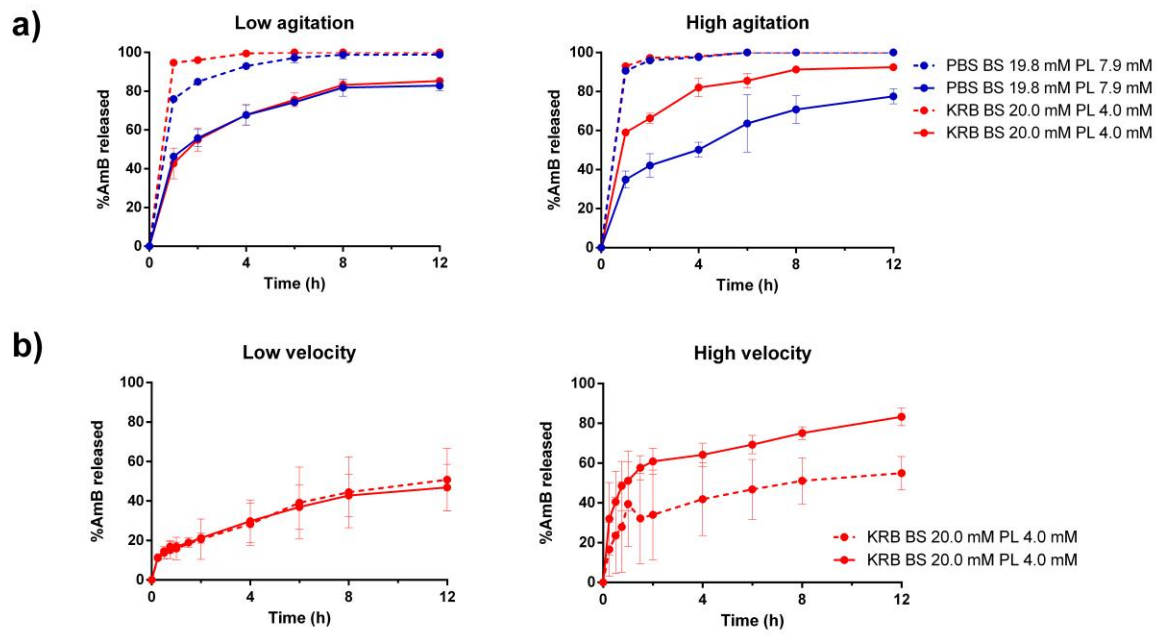 a)
Low agitation
High agitation
%AmB released
100
80
60
40
20
0
0
4
8
12
Time (h)
%AmB released
100
80
60
40
20
0
0
4
8
12
Time (h)
PBS BS 19.8 mM PL 7.9 mM
PBS BS 19.8 mM PL 7.9 mM
KRB BS 20.0 mM PL 4.0 mM
KRB BS 20.0 mM PL 4.0 mM
b)
Low velocity
High velocity
%AmB released
100
80
60
40
20
0
0
4
8
12
Time (h)
%AmB released
100
80
60
40
20
0
0
4
8
12
Time (h)
KRB BS 20.0 mM PL 4.0 mM
KRB BS 20.0 mM PL 4.0 mM